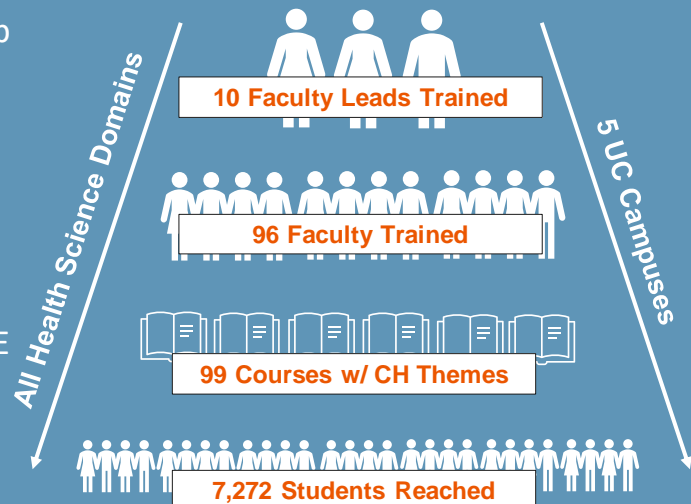 10 Faculty Leads Trained
All Health Science Domains
5 UC Campuses
96 Faculty Trained
99 Courses w/ CH Themes
7,272 Students Reached